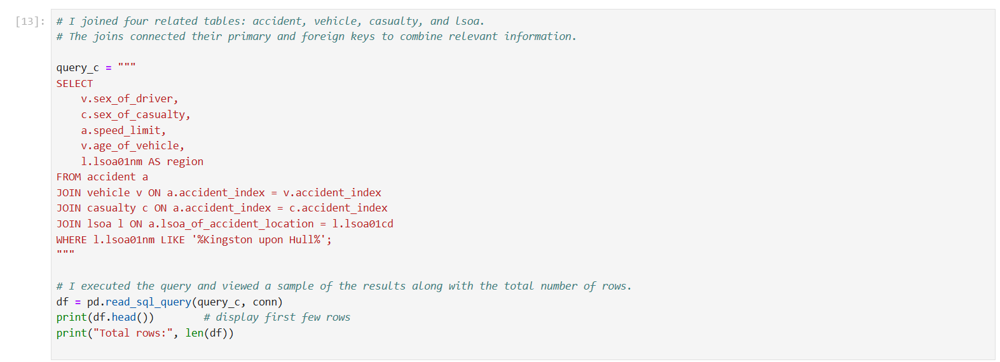 [13]: # I joined four related tables: accident, vehicle, casualty, and lsoa.
# The joins connected their primary and foreign keys to combine relevant information.

query_c = """
SELECT
    v.sex_of_driver,
    c.sex_of_casualty,
    a.speed_limit,
    v.age_of_vehicle,
    l.lsoa01nm AS region
FROM accident a
JOIN vehicle v ON a.accident_index = v.accident_index
JOIN casualty c ON a.accident_index = c.accident_index
JOIN lsoa l ON a.lsoa_of_accident_location = l.lsoa01cd
WHERE l.lsoa01nm LIKE '%Kingston upon Hull%';
"""

# I executed the query and viewed a sample of the results along with the total number of rows.
df = pd.read_sql_query(query_c, conn)
print(df.head())        # display first few rows
print("Total rows:", len(df))